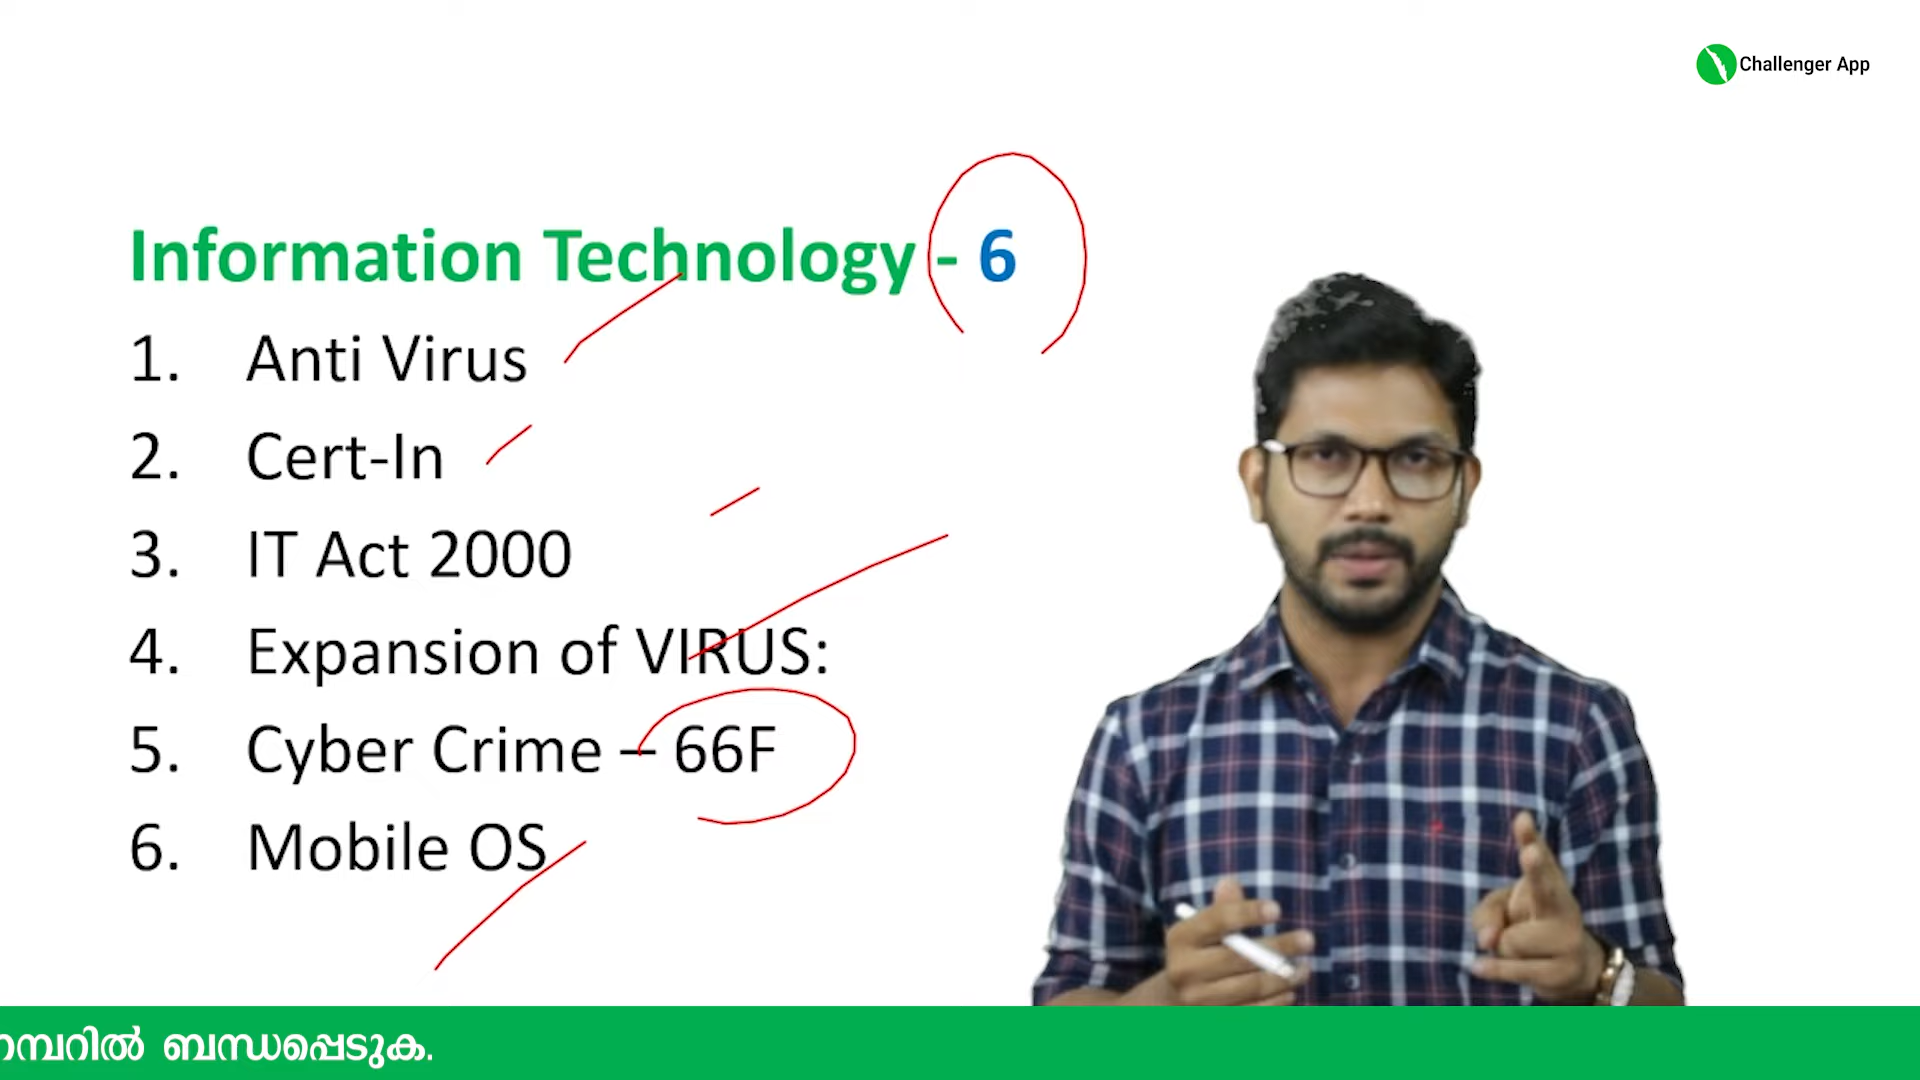 Challenger App
Information Technology - 6
1. Anti Virus
2. Cert-In
3. IT Act 2000
4. Expansion of VIRUS:
5. Cyber Crime – 66F
6. Mobile OS
ബന്ധപ്പെടുക.